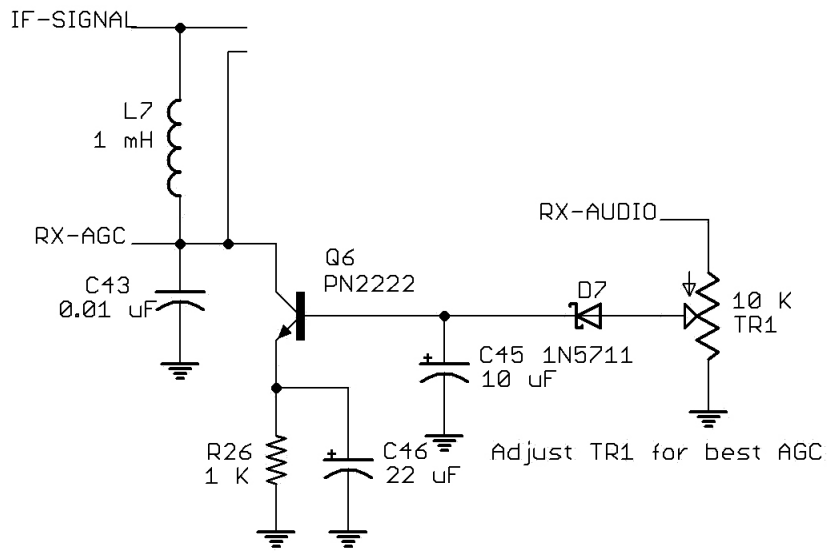 IF-SIGNAL
L7
1 mH
RX-AGC
C43
0.01 uF
Q6
PN2222
RX-AUDIO
D7
10 K
TR1
+
C45 1N5711
10 uF
R26
1 K
+
C46
22 uF
Adjust TR1 for best AGC